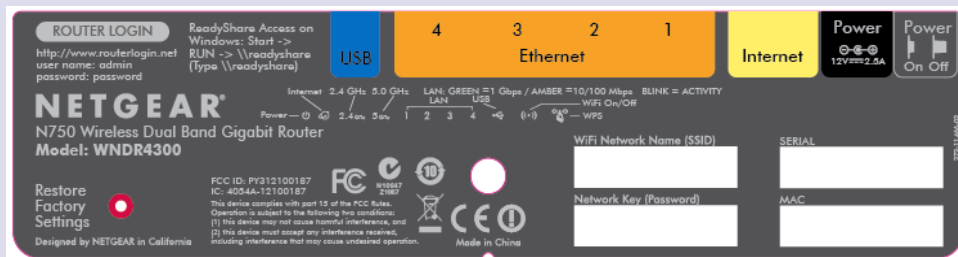 ROUTER LOGIN
http://www.routerlogin.net
user name: admin
password: password
ReadyShare Access on
Windows: Start ->
RUN -> \\readyshare
(Type \\readyshare)
USB
4 3 2 1
Ethernet
Internet
Power
12V 2.5A
Power
On Off
NETGEAR®
N750 Wireless Dual Band Gigabit Router
Model: WNDR4300
Internet 2.4 GHz 5.0 GHz LAN: GREEN =1 Gbps / AMBER =10/100 Mbps BLINK = ACTIVITY
LAN USB WiFi On/Off
Power 2.4GHz 5GHz 1 2 3 4 WPS
Restore
Factory
Settings
Designed by NETGEAR in California
FCC ID: PY312100187
IC: 4054A-12100187
This device complies with part 15 of the FCC Rules.
Operation is subject to the following two conditions:
(1) this device may not cause harmful interference, and
(2) this device must accept any interference received,
including interference that may cause undesired operation.
FC
N10947
Z1087
10
CE
Made in China
WiFi Network Name (SSID)
Network Key (Password)
SERIAL
MAC